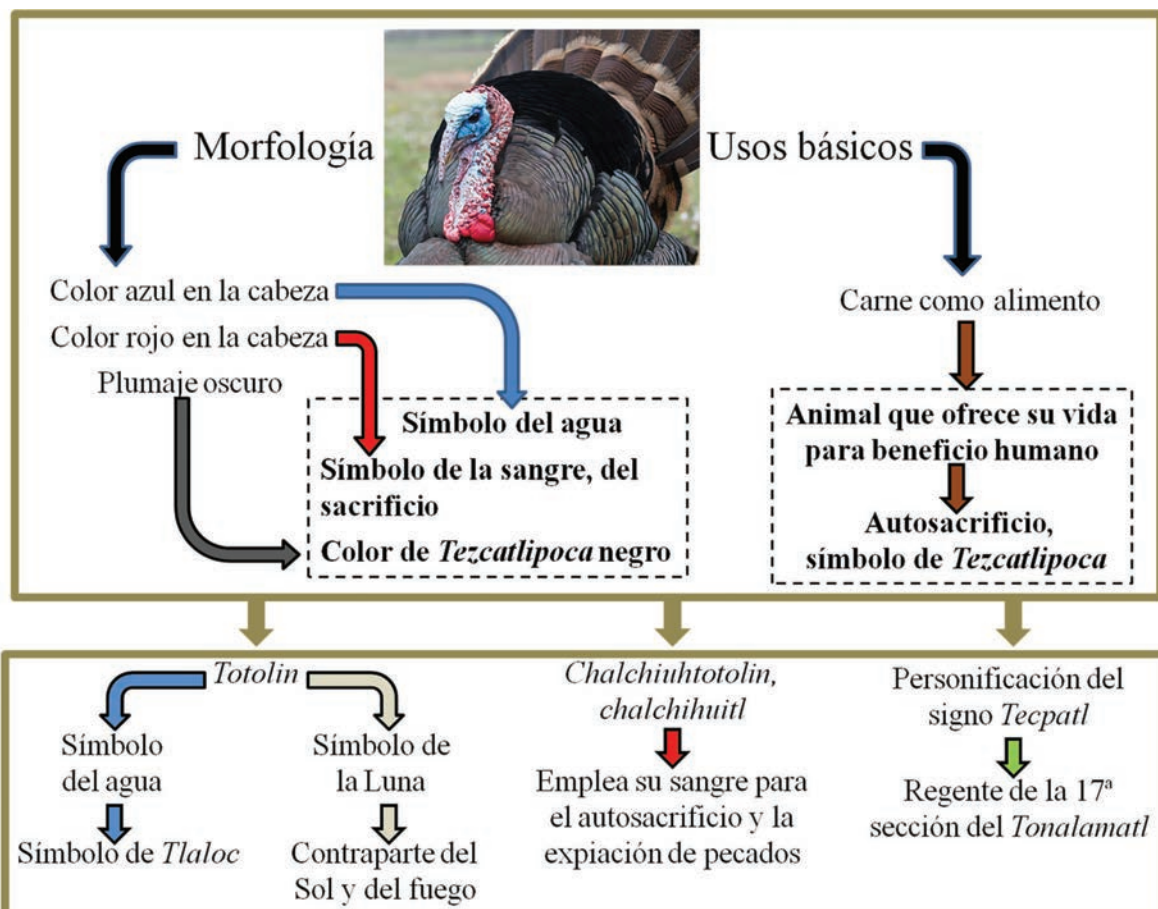 Morfología
Usos básicos
Color azul en la cabeza
Color rojo en la cabeza
Plumaje oscuro
Símbolo del agua
Símbolo de la sangre, del
sacrificio
Color de Tezcatlipoca negro
Carne como alimento
Animal que ofrece su vida
para beneficio humano
Autosacrificio,
símbolo de Tezcatlipoca
Totolin
Símbolo
del agua
Símbolo de Tlaloc
Símbolo de
la Luna
Contraparte del
Sol y del fuego
Chalchiuhtotolin,
chalchihuitl
Emplea su sangre para
el autosacrificio y la
expiación de pecados
Personificación del
signo Tecpatl
Regente de la 17ª
sección del Tonalamatl